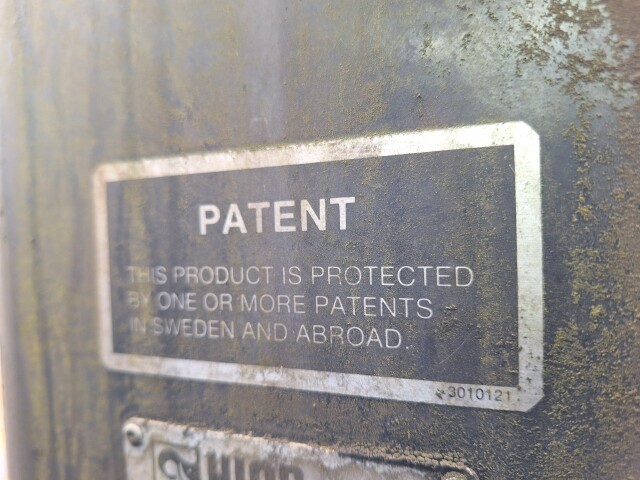 PATENT
THIS PRODUCT IS PROTECTED
BY ONE OR MORE PATENTS
IN SWEDEN AND ABROAD.
3010121